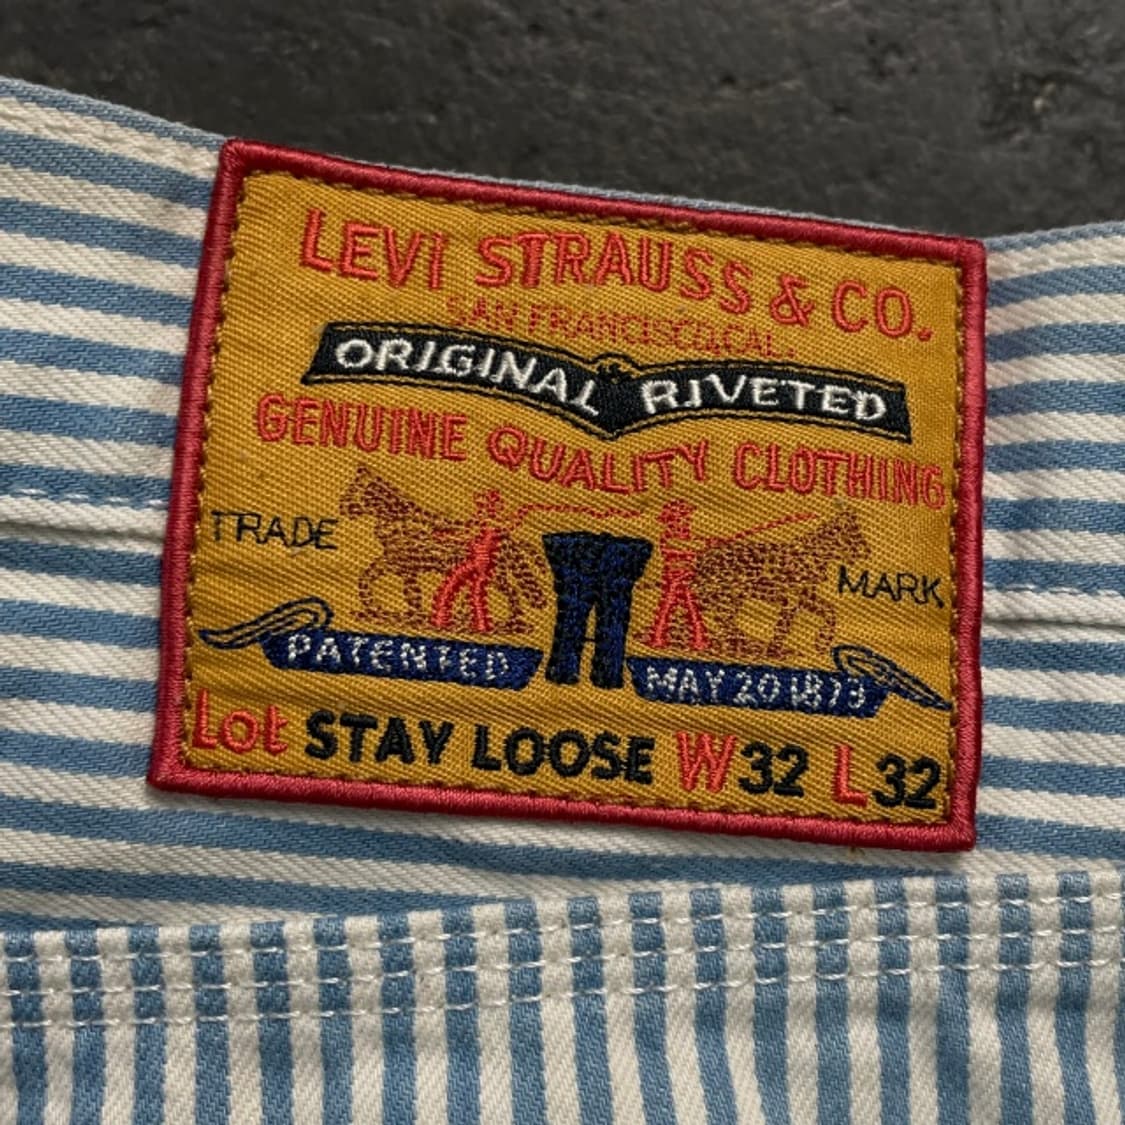 LEVI STRAUSS & CO.
SAN FRANCISCO, CAL.
ORIGINAL RIVETED
GENUINE QUALITY CLOTHING
TRADE MARK
PATENTED MAY 20 1873
Lot STAY LOOSE W32 L32